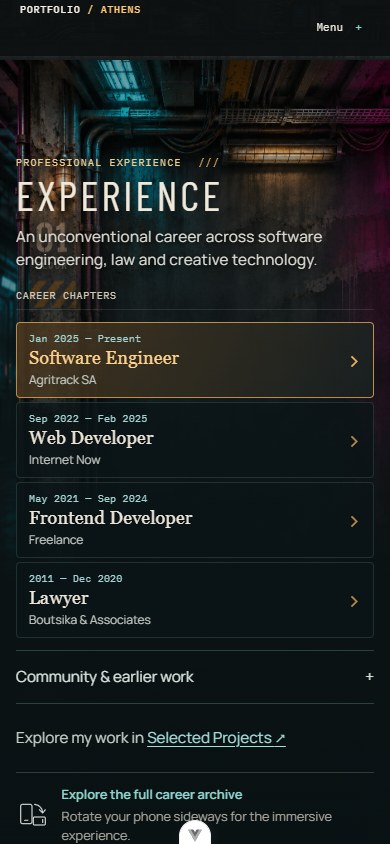 PORTFOLIO / ATHENS
Menu +
PROFESSIONAL EXPERIENCE ///
EXPERIENCE
An unconventional career across software
engineering, law and creative technology.
01
CAREER CHAPTERS
Jan 2025 — Present
Software Engineer
Agritrack SA
Sep 2022 — Feb 2025
Web Developer
Internet Now
May 2021 — Sep 2024
Frontend Developer
Freelance
2011 — Dec 2020
Lawyer
Boutsika & Associates
Community & earlier work +
Explore my work in Selected Projects ↗
Explore the full career archive
Rotate your phone sideways for the immersive
experience.